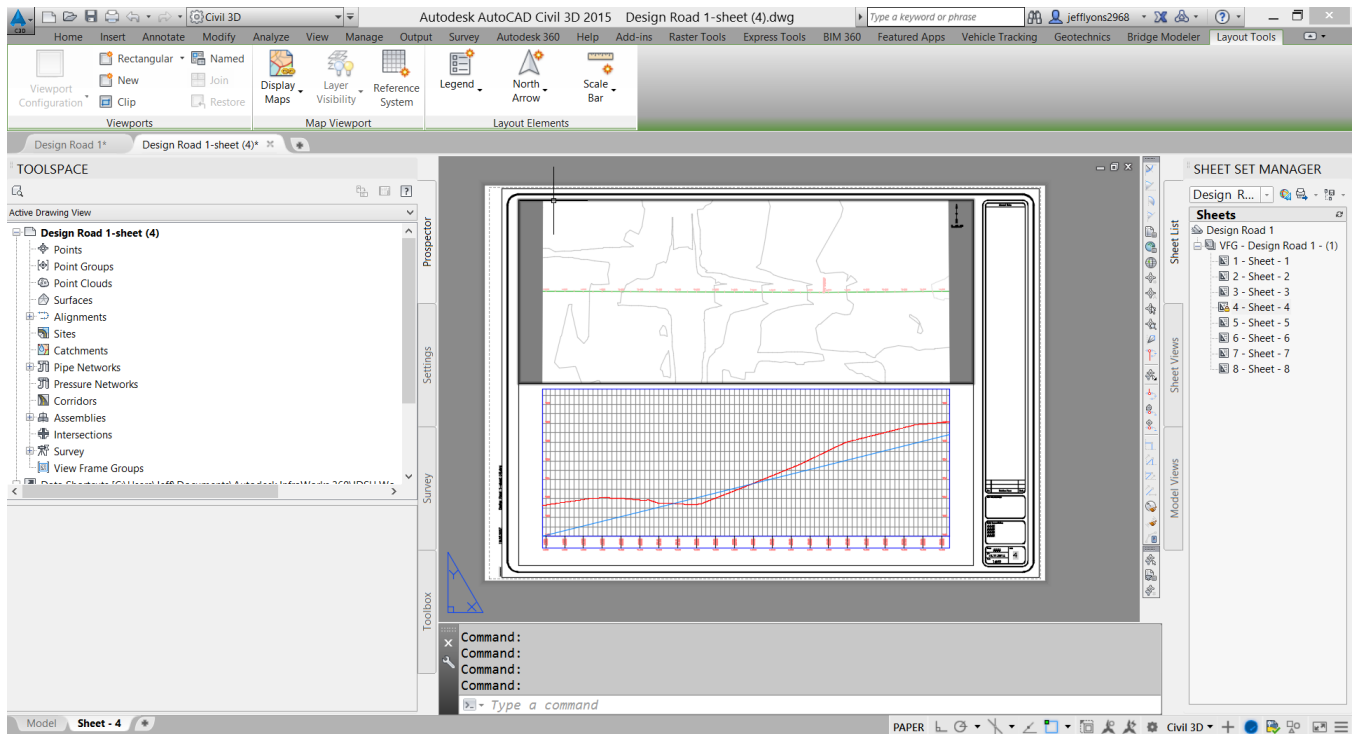 Civil 3D
Autodesk AutoCAD Civil 3D 2015 Design Road 1-sheet (4).dwg
Type a keyword or phrase
jefflyons2968
C3D
Home Insert Annotate Modify Analyze View Manage Output Survey Autodesk 360 Help Add-ins Raster Tools Express Tools BIM 360 Featured Apps Vehicle Tracking Geotechnics Bridge Modeler Layout Tools
Viewport Configuration
Rectangular
New
Clip
Named
Join
Restore
Display Maps
Layer Visibility
Reference System
Legend
North Arrow
Scale Bar
Viewports
Map Viewport
Layout Elements
Design Road 1*
Design Road 1-sheet (4)*
TOOLSPACE
Active Drawing View
Design Road 1-sheet (4)
Points
Point Groups
Point Clouds
Surfaces
Alignments
Sites
Catchments
Pipe Networks
Pressure Networks
Corridors
Assemblies
Intersections
Survey
View Frame Groups
Prospector
Settings
Survey
Toolbox
Y
X
Command:
Command:
Command:
Command:
Type a command
SHEET SET MANAGER
Design R...
Sheets
Design Road 1
VFG - Design Road 1 - (1)
1 - Sheet - 1
2 - Sheet - 2
3 - Sheet - 3
4 - Sheet - 4
5 - Sheet - 5
6 - Sheet - 6
7 - Sheet - 7
8 - Sheet - 8
Sheet List
Sheet Views
Model Views
Model
Sheet - 4
PAPER
Civil 3D